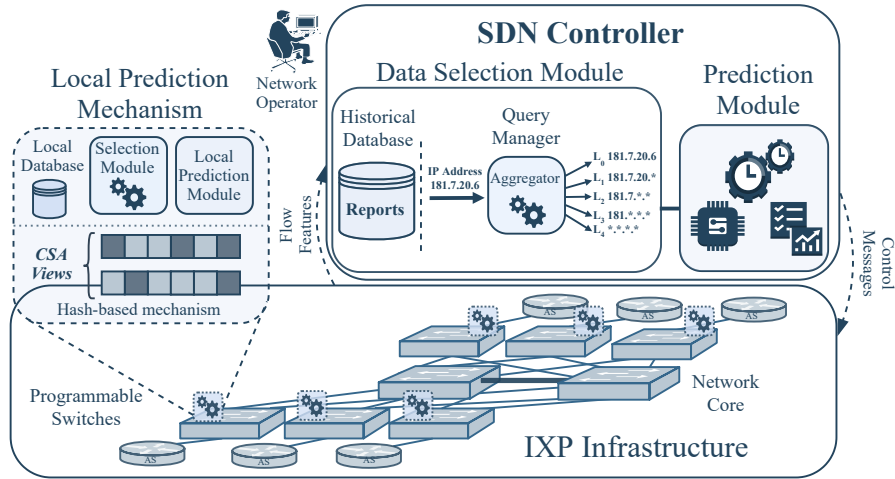 SDN Controller
Network
Operator
Data Selection Module
Prediction
Module
Historical
Database
Reports
IP Address
181.7.20.6
Query
Manager
Aggregator
L0 181.7.20.6
L1 181.7.20.*
L2 181.7.*.*
L3 181.*.*.*
L4 *.*.*.*
Local Prediction
Mechanism
Local
Database
Selection
Module
Local
Prediction
Module
CSA
Views
Hash-based mechanism
Flow
Features
Control
Messages
AS
AS
AS
Programmable
Switches
Network
Core
AS
AS
AS
IXP Infrastructure